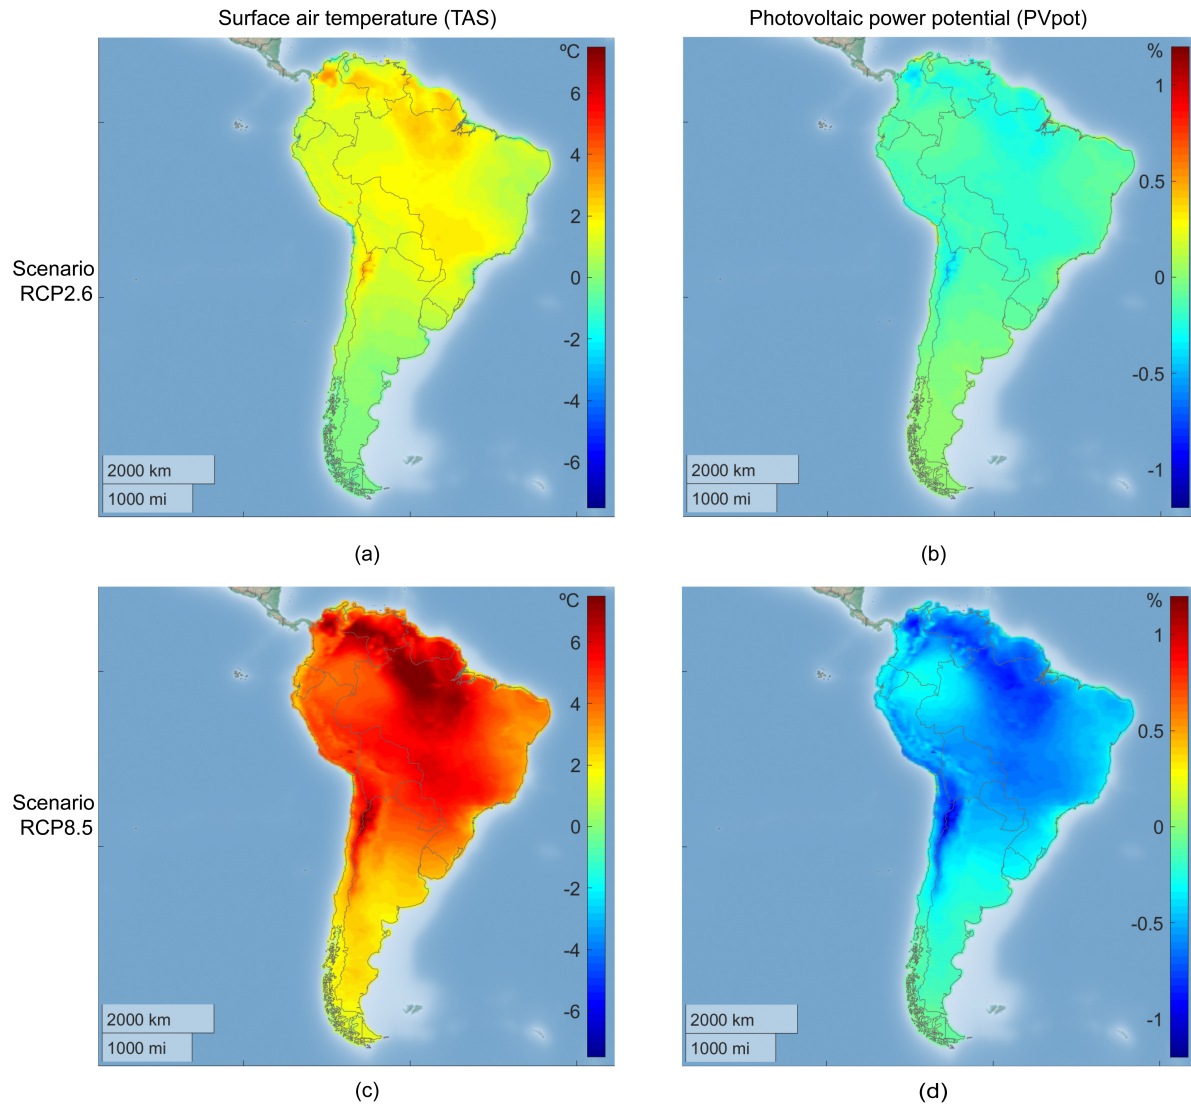 Surface air temperature (TAS)
Photovoltaic power potential (PVpot)
Scenario
RCP2.6
ºC
6
4
2
0
-2
-4
-6
2000 km
1000 mi
(a)
%
1
0.5
0
-0.5
-1
2000 km
1000 mi
(b)
Scenario
RCP8.5
ºC
6
4
2
0
-2
-4
-6
2000 km
1000 mi
(c)
%
1
0.5
0
-0.5
-1
2000 km
1000 mi
(d)